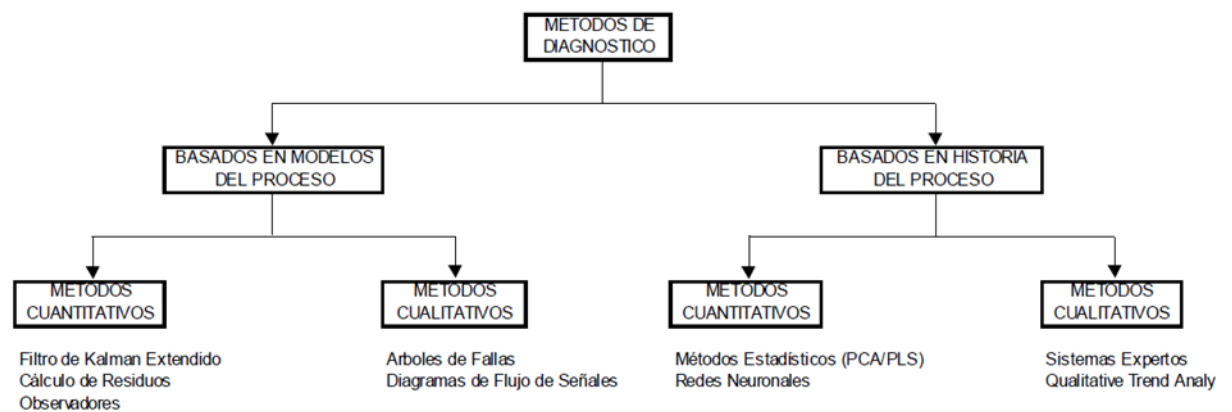 METODOS DE
DIAGNOSTICO
BASADOS EN MODELOS
DEL PROCESO
BASADOS EN HISTORIA
DEL PROCESO
METODOS
CUANTITATIVOS
METODOS
CUALITATIVOS
METODOS
CUANTITATIVOS
METODOS
CUALITATIVOS
Filtro de Kalman Extendido
Cálculo de Residuos
Observadores
Arboles de Fallas
Diagramas de Flujo de Señales
Métodos Estadísticos (PCA/PLS)
Redes Neuronales
Sistemas Expertos
Qualitative Trend Analy